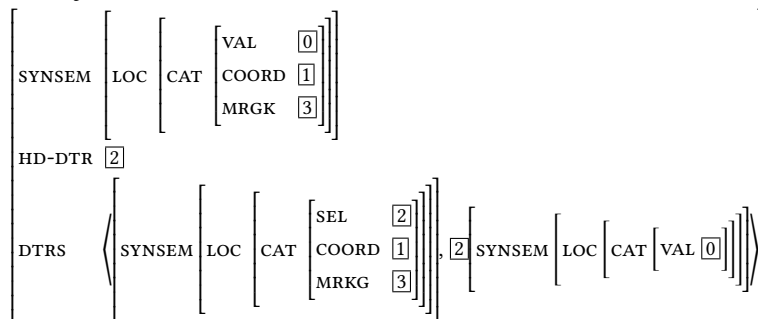 VAL 0
SYNSEM LOC CAT COORD 1
MRGK 3
HD-DTR 2
SEL 2
DTRS ⟨ SYNSEM LOC CAT COORD 1 , 2 SYNSEM LOC CAT VAL 0 ⟩
MRKG 3